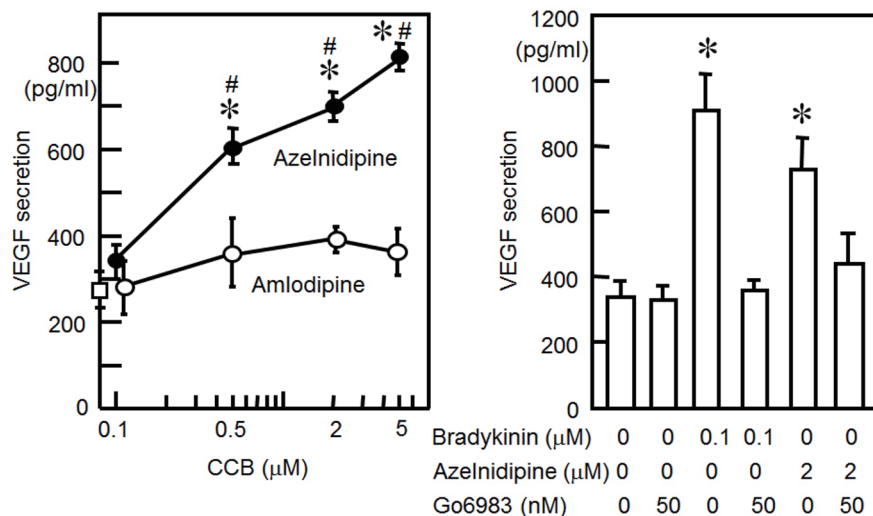 800
(pg/ml)
600
400
200
0
VEGF secretion
# 
*
#
*
* #
Azelnidipine
Amlodipine
0.1 0.5 2 5
CCB (μM)
1200
(pg/ml)
1000
800
600
400
200
0
VEGF secretion
*
*
Bradykinin (μM) 0 0 0.1 0.1 0 0
Azelnidipine (μM) 0 0 0 0 2 2
Go6983 (nM) 0 50 0 50 0 50